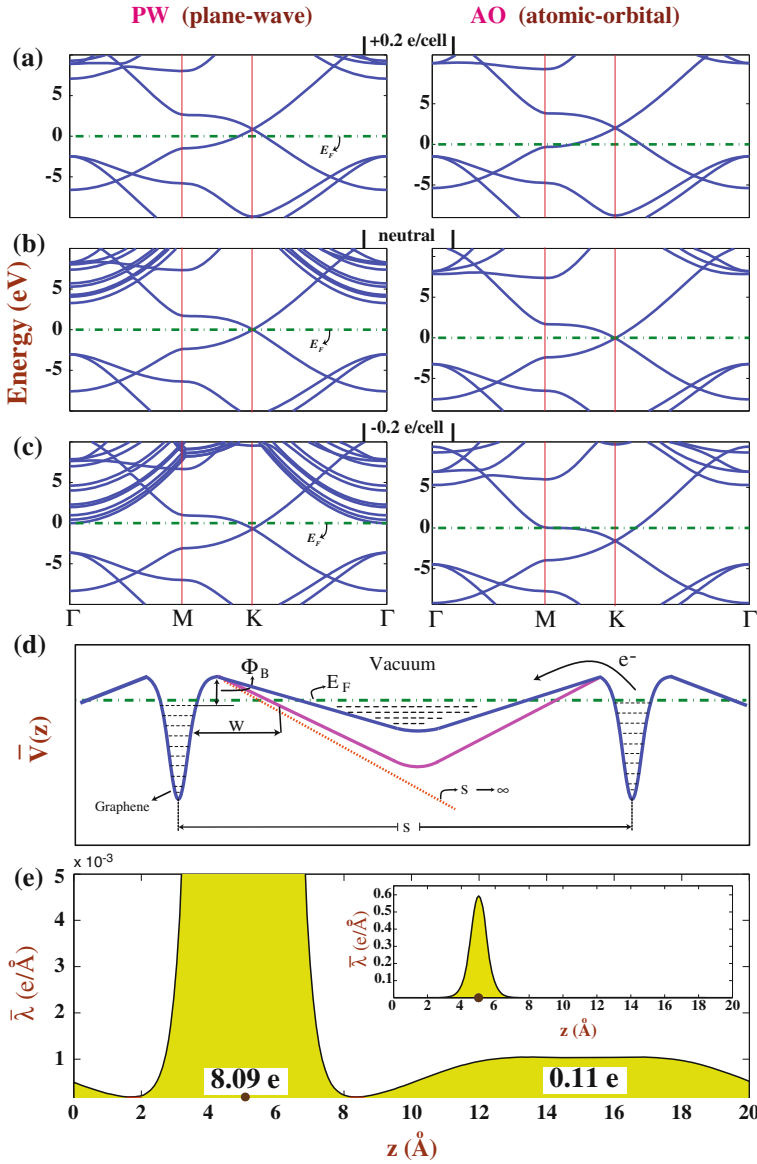 PW (plane-wave) AO (atomic-orbital)
+0.2 e/cell
(a)
5
0
-5
E_F
5
0
-5
neutral
(b)
5
0
-5
E_F
5
0
-5
Energy (eV)
-0.2 e/cell
(c)
5
0
-5
E_F
5
0
-5
Γ M K Γ
Γ M K Γ
(d)
Φ_B
E_F
Vacuum
e⁻
W
Graphene
S → ∞
S
V̅(z)
(e)
x 10⁻³
5
4
3
2
1
λ̅ (e/Å)
8.09 e
0.11 e
0 2 4 6 8 10 12 14 16 18 20
z (Å)
0.6
0.5
0.4
0.3
0.2
0.1
λ̅ (e/Å)
0 2 4 6 8 10 12 14 16 18 20
z (Å)